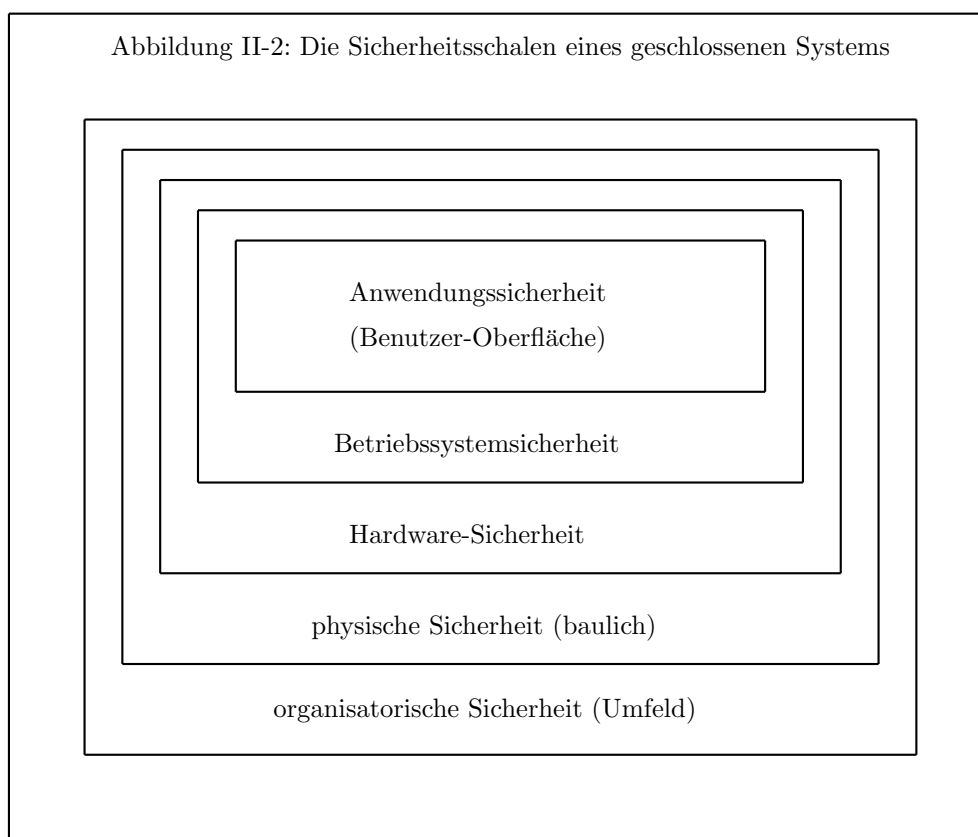 Abbildung II-2: Die Sicherheitsschalen eines geschlossenen Systems
Anwendungssicherheit
(Benutzer-Oberfläche)
Betriebssystemsicherheit
Hardware-Sicherheit
physische Sicherheit (baulich)
organisatorische Sicherheit (Umfeld)